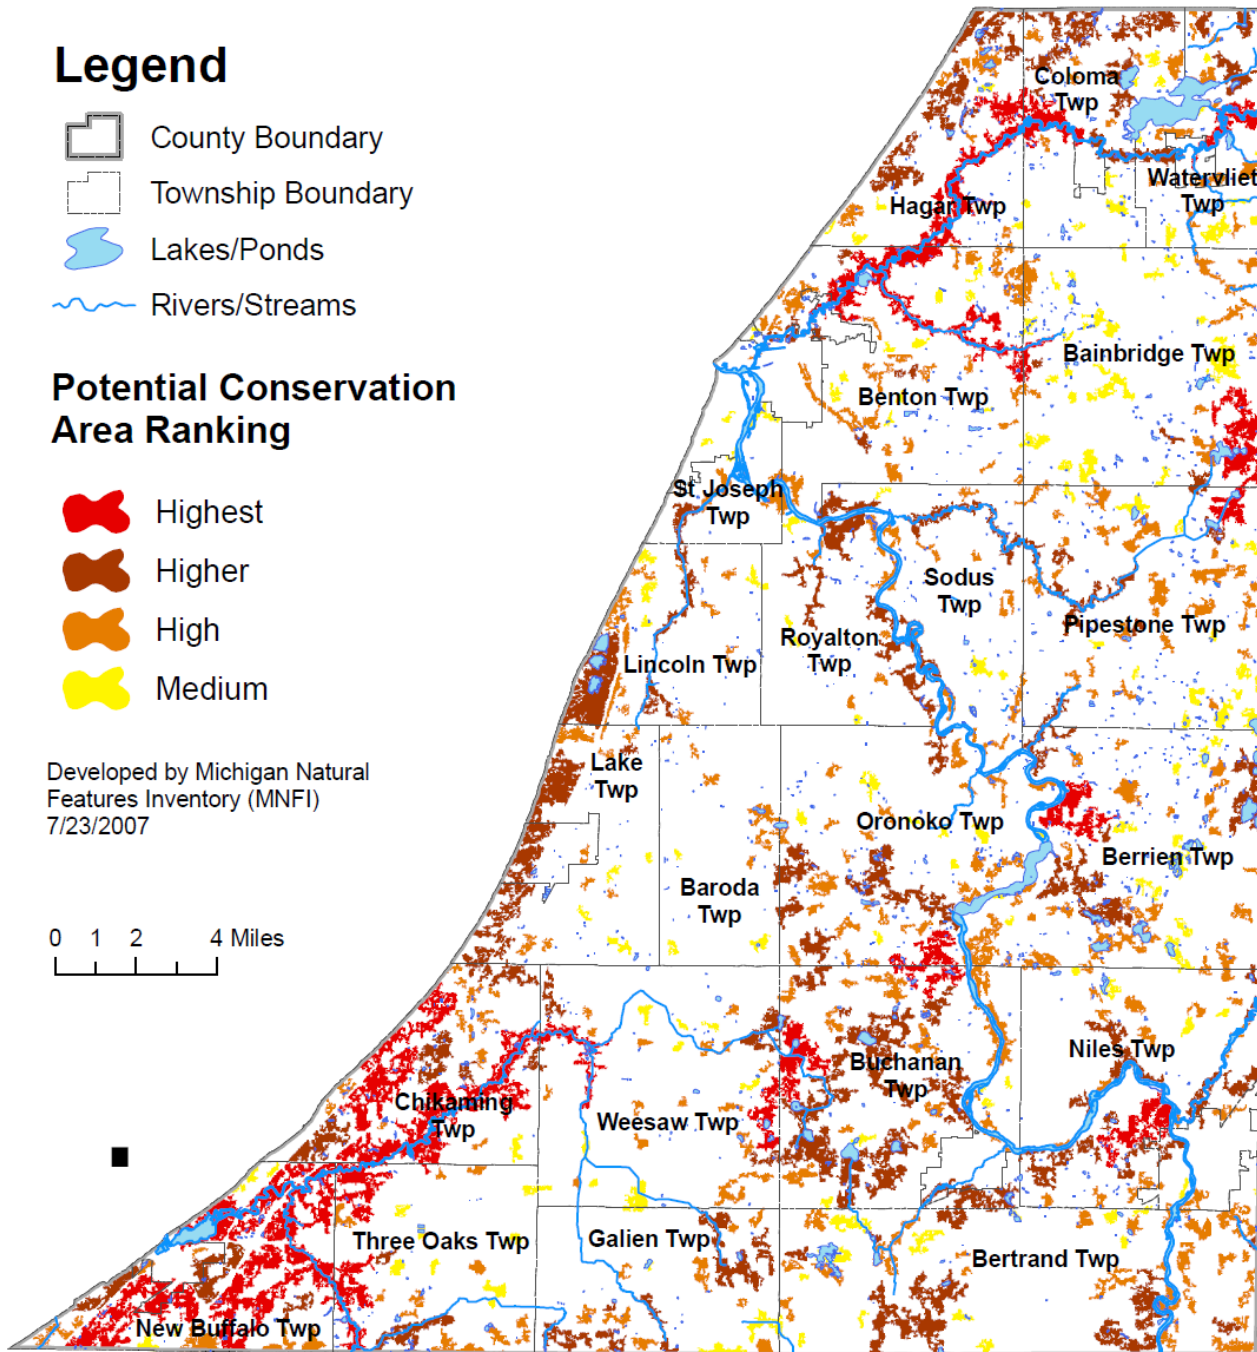 Legend
County Boundary
Township Boundary
Lakes/Ponds
Rivers/Streams
Potential Conservation
Area Ranking
Highest
Higher
High
Medium
Developed by Michigan Natural
Features Inventory (MNFI)
7/23/2007
0 1 2 4 Miles
Coloma
Twp
Watervliet
Twp
Hagar Twp
Bainbridge Twp
Benton Twp
St Joseph
Twp
Sodus
Twp
Pipestone Twp
Royalton
Twp
Lincoln Twp
Lake
Twp
Oronoko Twp
Berrien Twp
Baroda
Twp
Niles Twp
Buchanan
Twp
Chikaming
Twp
Weesaw Twp
Three Oaks Twp
Galien Twp
Bertrand Twp
New Buffalo Twp